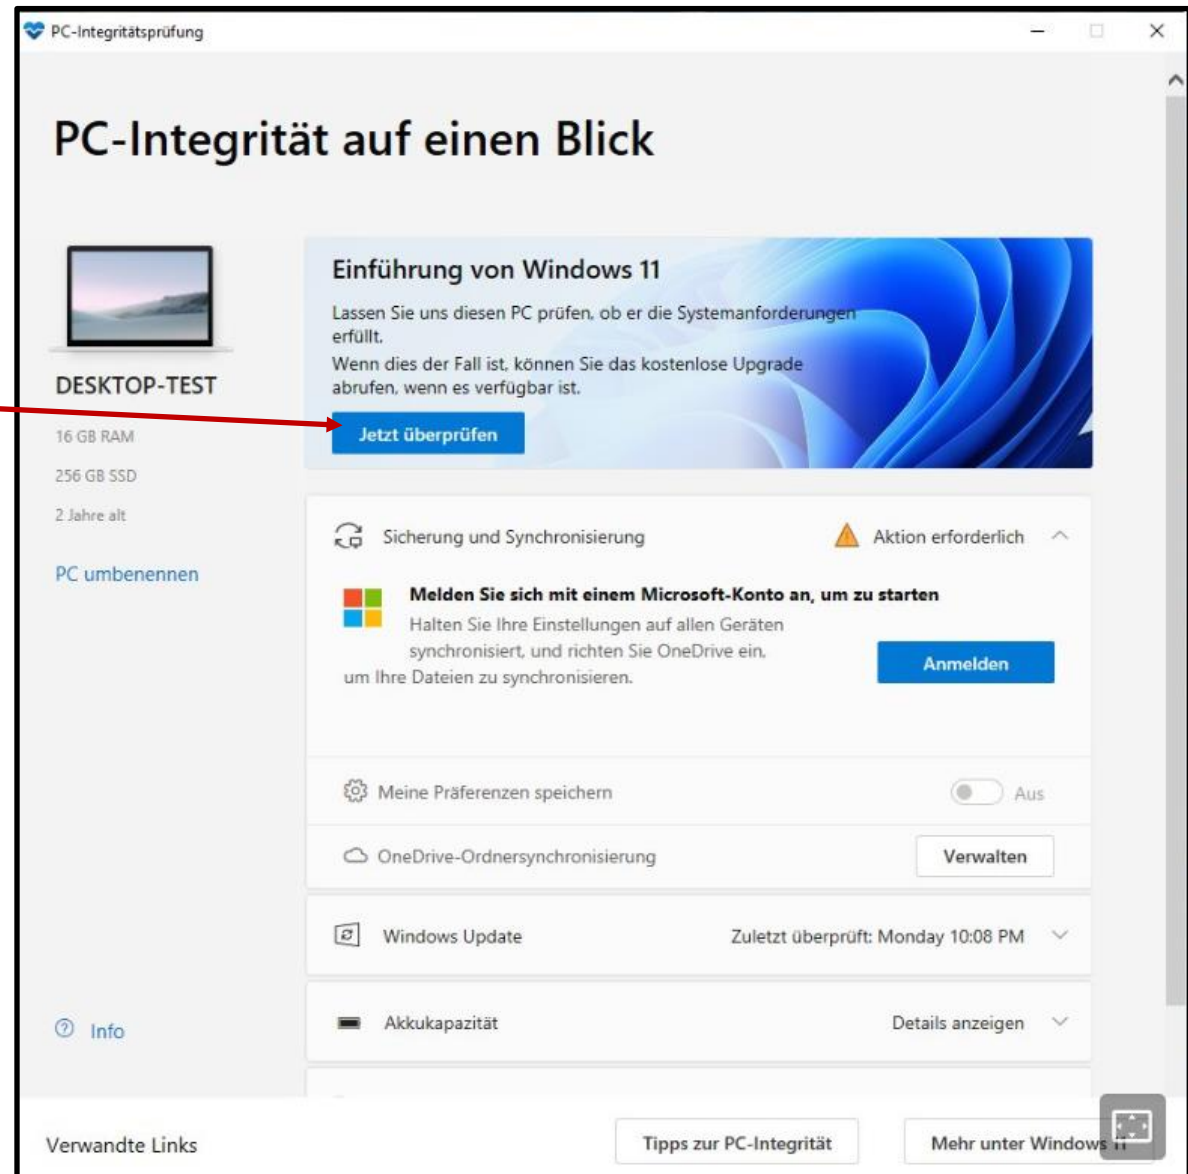 PC-Integritätsprüfung
PC-Integrität auf einen Blick
DESKTOP-TEST
16 GB RAM
256 GB SSD
2 Jahre alt
PC umbenennen
Einführung von Windows 11
Lassen Sie uns diesen PC prüfen, ob er die Systemanforderungen
erfüllt.
Wenn dies der Fall ist, können Sie das kostenlose Upgrade
abrufen, wenn es verfügbar ist.
Jetzt überprüfen
Sicherung und Synchronisierung
Aktion erforderlich
Melden Sie sich mit einem Microsoft-Konto an, um zu starten
Halten Sie Ihre Einstellungen auf allen Geräten
synchronisiert, und richten Sie OneDrive ein,
um Ihre Dateien zu synchronisieren.
Anmelden
Meine Präferenzen speichern
Aus
OneDrive-Ordnersynchronisierung
Verwalten
Windows Update
Zuletzt überprüft: Monday 10:08 PM
Akkukapazität
Details anzeigen
Info
Verwandte Links
Tipps zur PC-Integrität
Mehr unter Windows 11